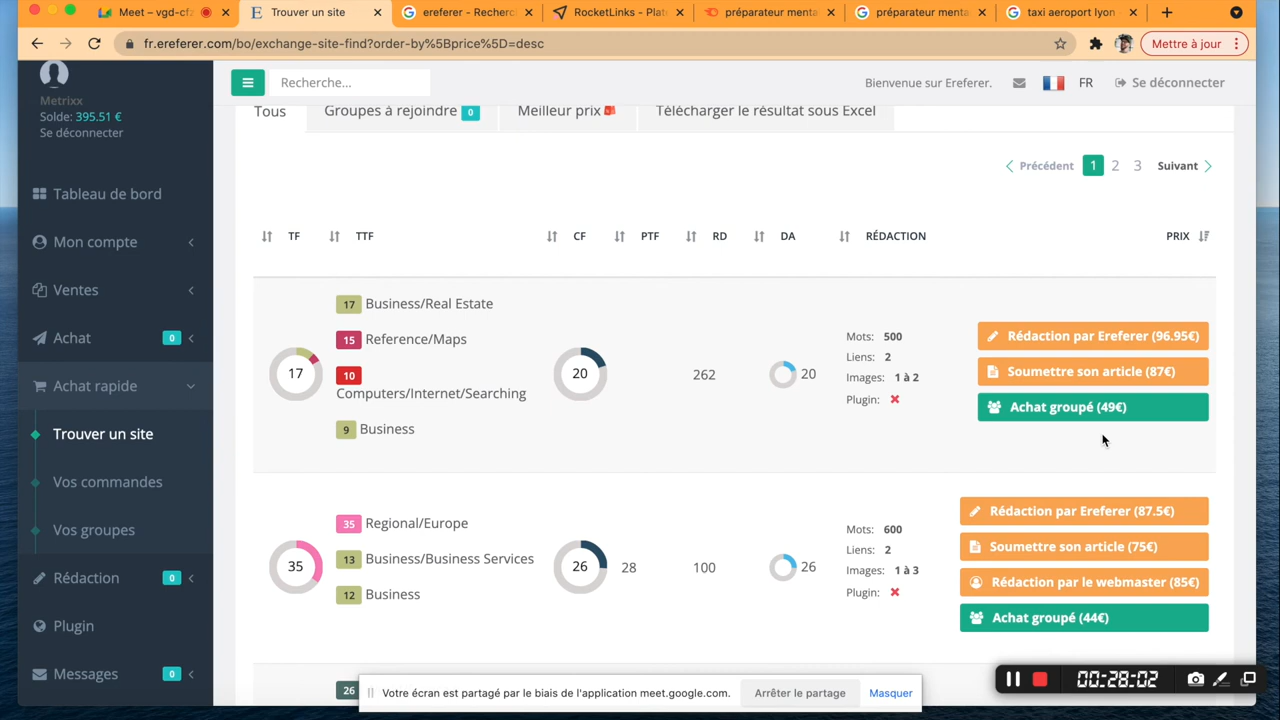 Meet – vgd-cfz
Trouver un site
ereferer - Recherc
RocketLinks - Plate
préparateur menta
préparateur menta
taxi aeroport lyon
fr.ereferer.com/bo/exchange-site-find?order-by%5Bprice%5D=desc
Mettre à jour
Metrixx
Solde: 395.51 €
Se déconnecter
Recherche...
Bienvenue sur Ereferer.
FR
Se déconnecter
Tableau de bord
Mon compte
Ventes
Achat 0
Achat rapide
Trouver un site
Vos commandes
Vos groupes
Rédaction 0
Plugin
Messages 0
Tous
Groupes à rejoindre 0
Meilleur prix
Télécharger le résultat sous Excel
Précédent 1 2 3 Suivant
TF TTF CF PTF RD DA RÉDACTION PRIX
17
17 Business/Real Estate
15 Reference/Maps
10
Computers/Internet/Searching
9 Business
20
262
20
Mots: 500
Liens: 2
Images: 1 à 2
Plugin:
Rédaction par Ereferer (96.95€)
Soumettre son article (87€)
Achat groupé (49€)
35
35 Regional/Europe
13 Business/Business Services
12 Business
26
28
100
26
Mots: 600
Liens: 2
Images: 1 à 3
Plugin:
Rédaction par Ereferer (87.5€)
Soumettre son article (75€)
Rédaction par le webmaster (85€)
Achat groupé (44€)
26
Votre écran est partagé par le biais de l'application meet.google.com.
Arrêter le partage
Masquer
00:28:02